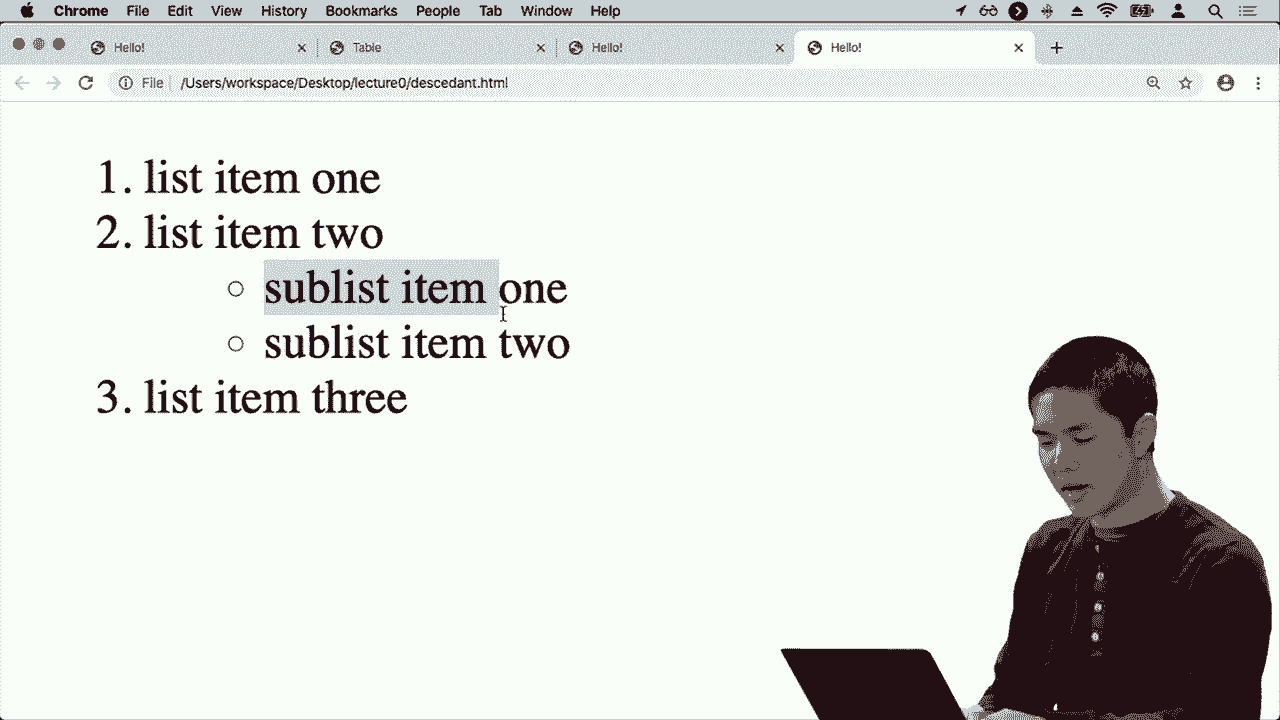 Chrome File Edit View History Bookmarks People Tab Window Help
Hello! Table Hello! Hello!
File /Users/workspace/Desktop/lecture0/descedant.html
1. list item one
2. list item two
sublist item one
sublist item two
3. list item three